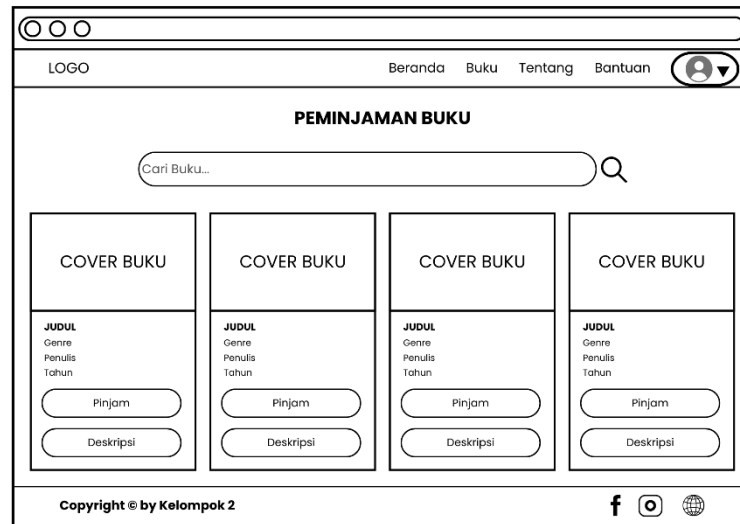 LOGO Beranda Buku Tentang Bantuan
PEMINJAMAN BUKU
Cari Buku...
COVER BUKU COVER BUKU COVER BUKU COVER BUKU
JUDUL JUDUL JUDUL JUDUL
Genre Genre Genre Genre
Penulis Penulis Penulis Penulis
Tahun Tahun Tahun Tahun
Pinjam Pinjam Pinjam Pinjam
Deskripsi Deskripsi Deskripsi Deskripsi
Copyright © by Kelompok 2